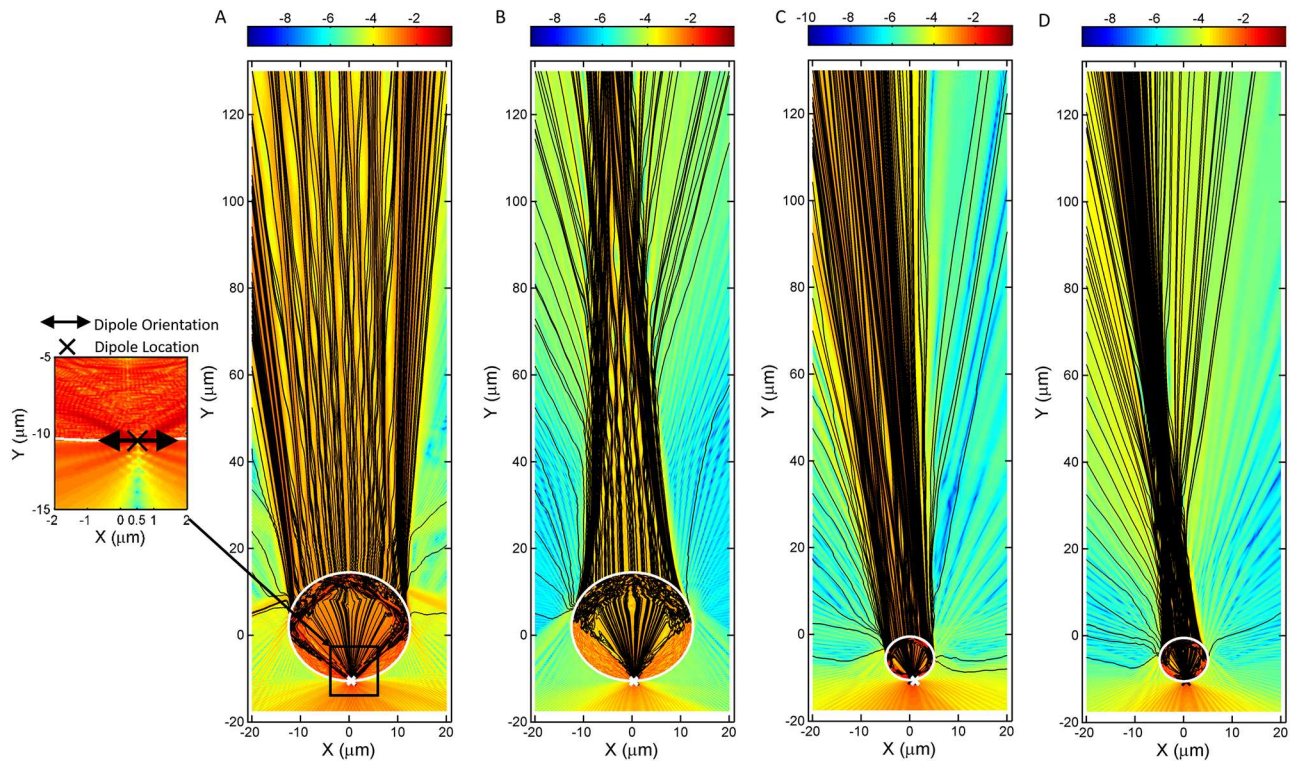 A
B
C
D
-8 -6 -4 -2
-8 -6 -4 -2
-10 -8 -6 -4 -2
-8 -6 -4 -2
120
100
80
60
40
20
0
-20
Y (μm)
-20 -10 0 10 20
X (μm)
120
100
80
60
40
20
0
-20
Y (μm)
-20 -10 0 10 20
X (μm)
120
100
80
60
40
20
0
-20
Y (μm)
-20 -10 0 10 20
X (μm)
120
100
80
60
40
20
0
-20
Y (μm)
-20 -10 0 10 20
X (μm)
Dipole Orientation
Dipole Location
-5
-10
-15
Y (μm)
-2 -1 0 0.5 1 2
X (μm)